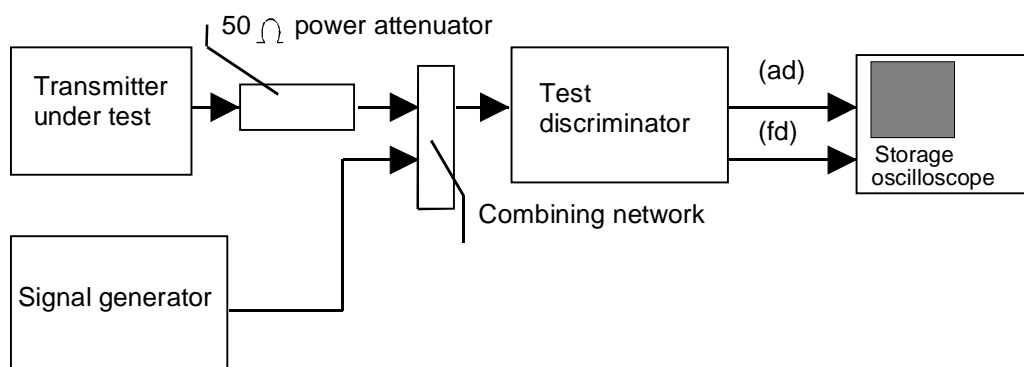 50 Ω power attenuator
Transmitter
under test
Test
discriminator
(ad)
(fd)
Storage
oscilloscope
Combining network
Signal generator